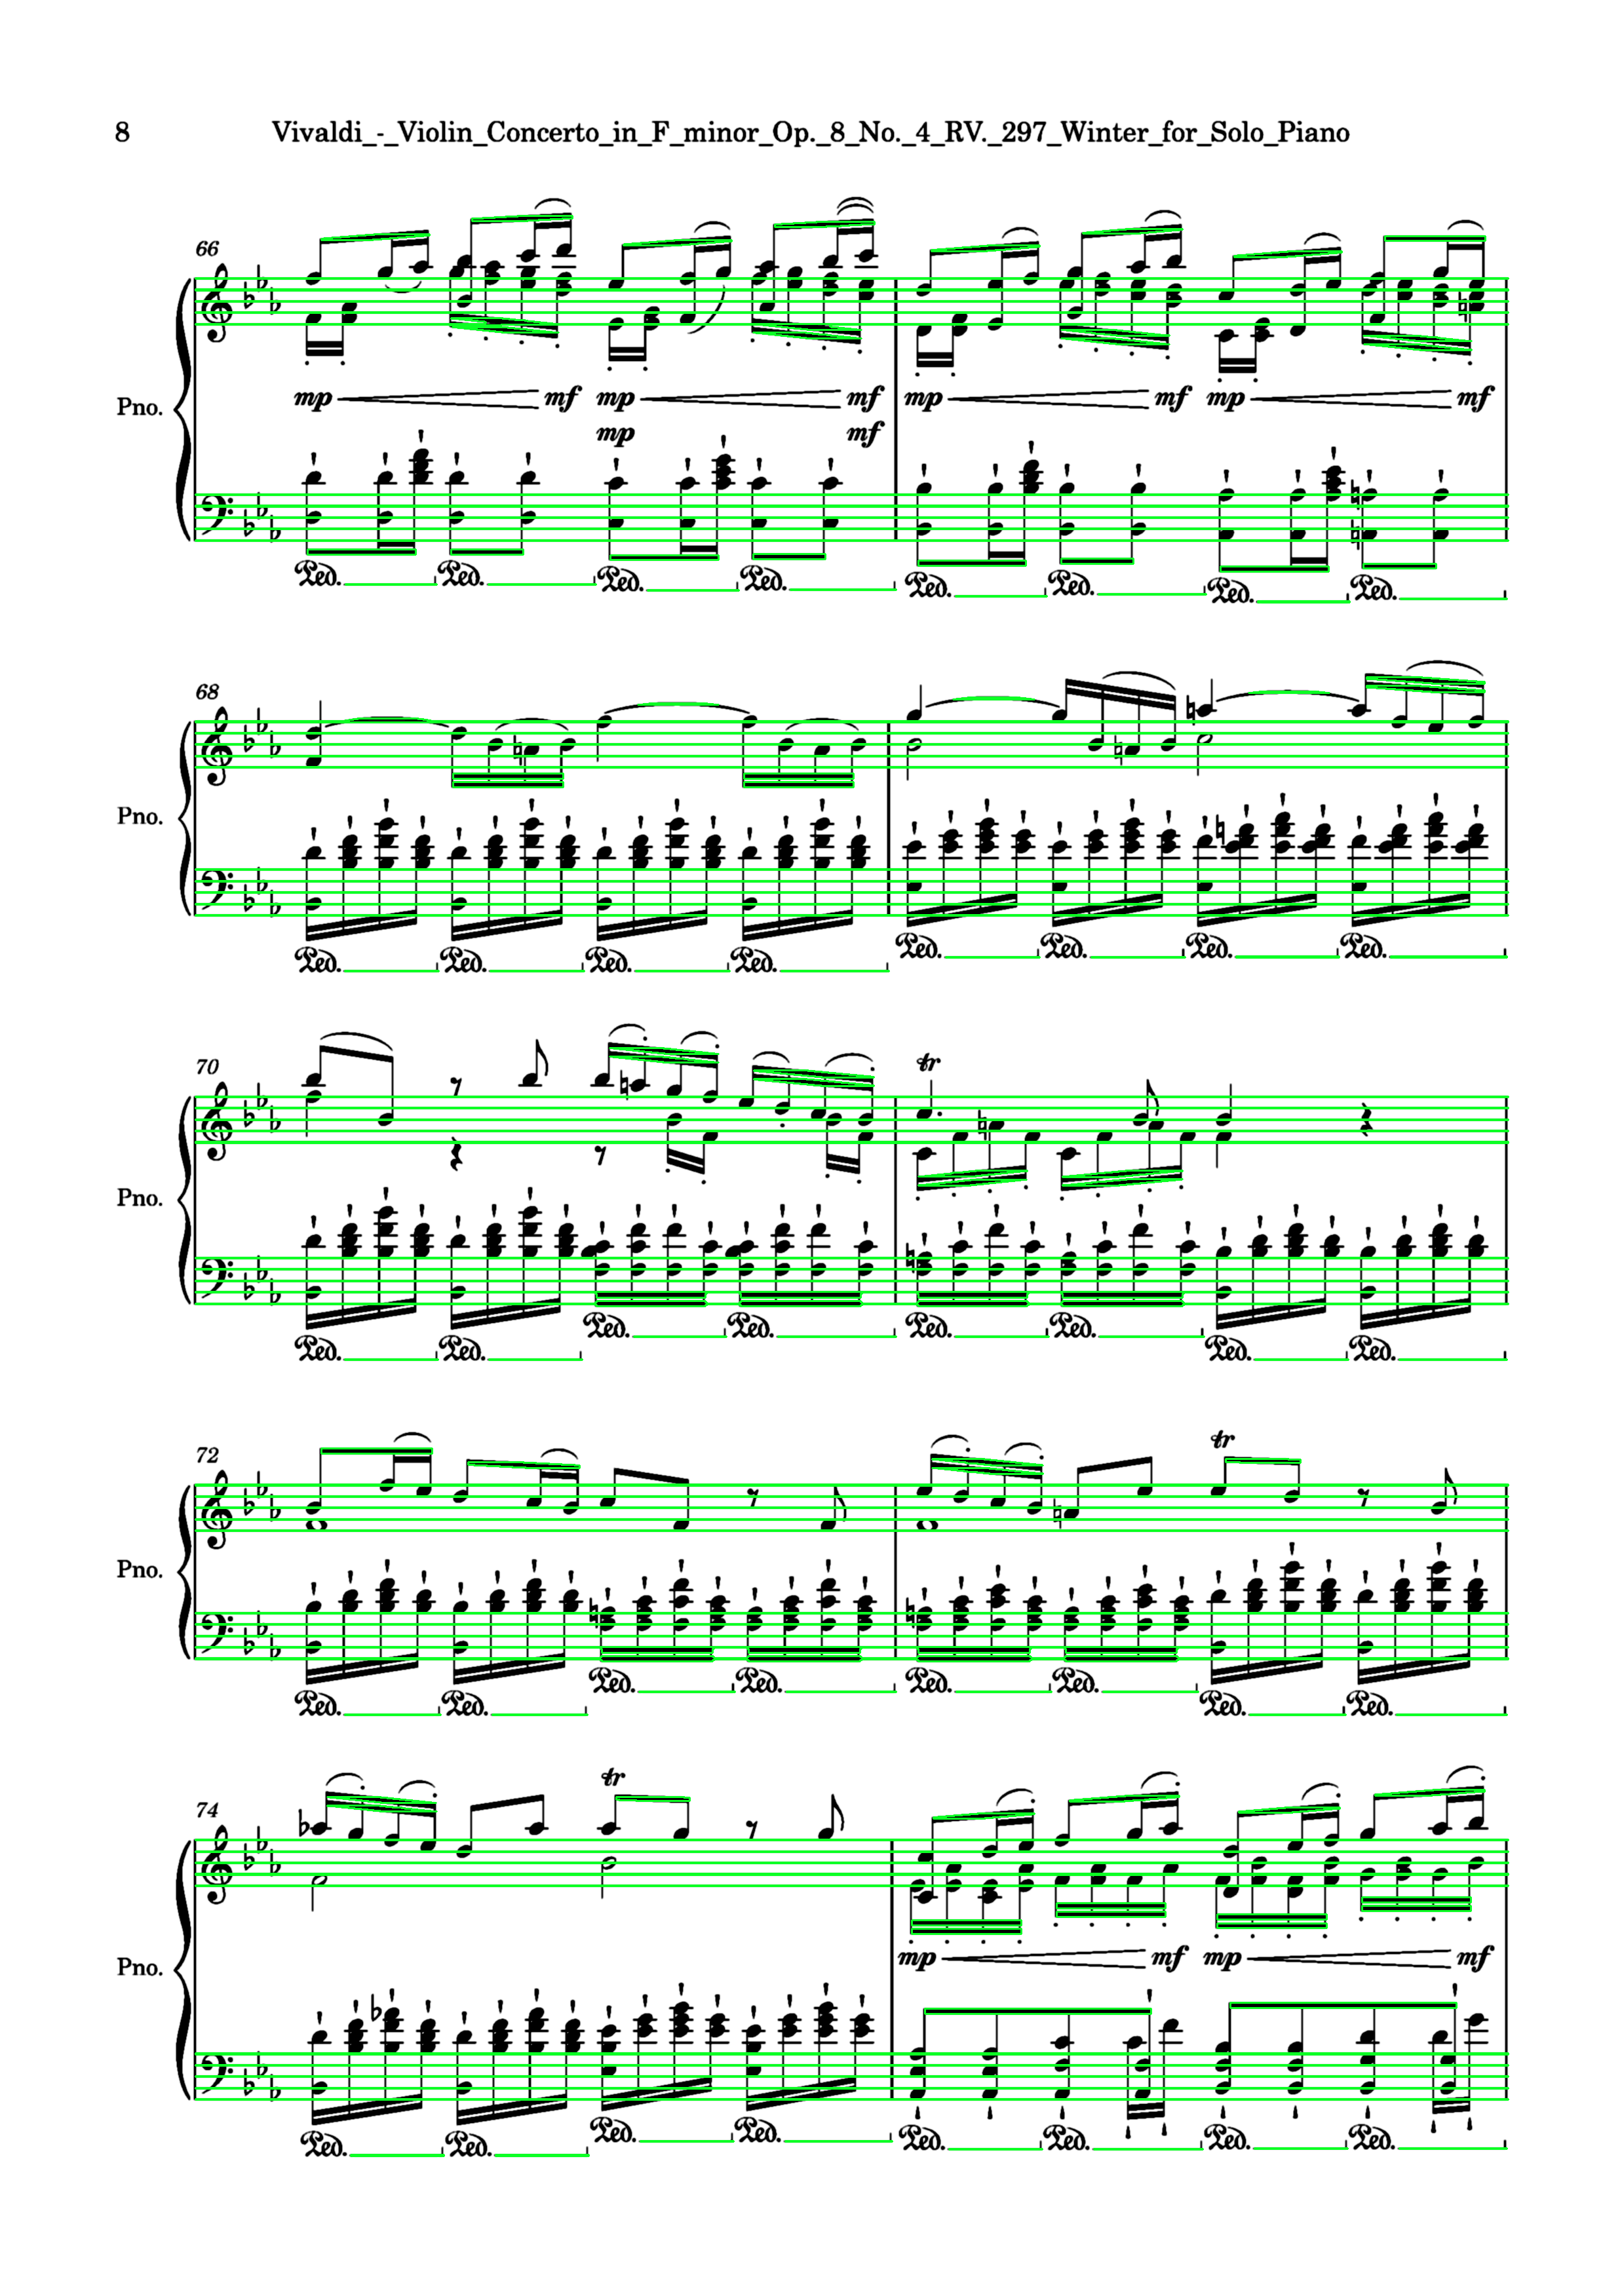 8 Vivaldi_-_Violin_Concerto_in_F_minor_Op._8_No._4_RV._297_Winter_for_Solo_Piano
66
mp mf mp mf mp mf mp mf
Pno.
mp mf
Ped. Ped. Ped. Ped. Ped. Ped. Ped. Ped.
68
Pno.
Ped. Ped. Ped. Ped. Ped. Ped. Ped. Ped.
70 tr
Pno.
Ped. Ped. Ped. Ped. Ped. Ped. Ped. Ped.
72 tr
Pno.
Ped. Ped. Ped. Ped. Ped. Ped. Ped. Ped.
74 tr
mp mf mp mf
Pno.
Ped. Ped. Ped. Ped. Ped. Ped. Ped. Ped.